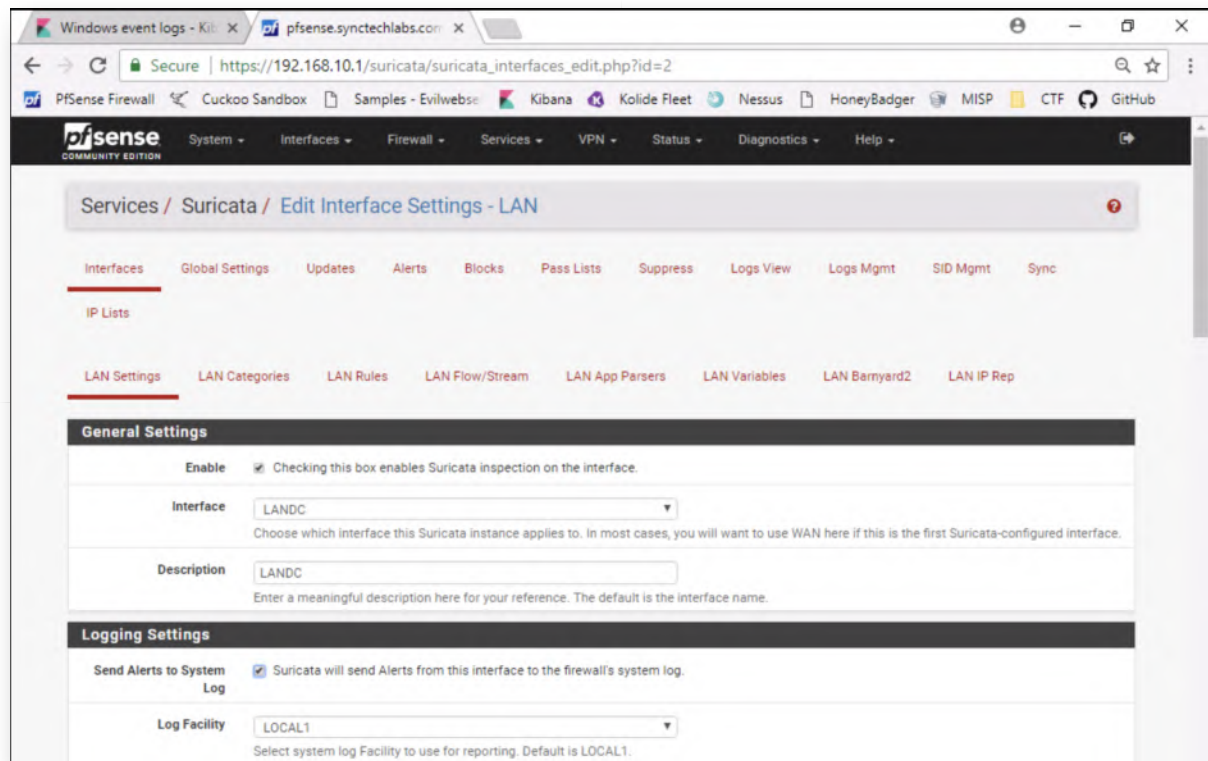 Windows event logs - Kib
pfsense.synctechlabs.com
Secure | https://192.168.10.1/suricata/suricata_interfaces_edit.php?id=2
PfSense Firewall Cuckoo Sandbox Samples - Evilwebse Kibana Kolide Fleet Nessus HoneyBadger MISP CTF GitHub
pfsense System Interfaces Firewall Services VPN Status Diagnostics Help
COMMUNITY EDITION
Services / Suricata / Edit Interface Settings - LAN
Interfaces Global Settings Updates Alerts Blocks Pass Lists Suppress Logs View Logs Mgmt SID Mgmt Sync
IP Lists
LAN Settings LAN Categories LAN Rules LAN Flow/Stream LAN App Parsers LAN Variables LAN Barnyard2 LAN IP Rep
General Settings
Enable Checking this box enables Suricata inspection on the interface.
Interface LANDC
Choose which interface this Suricata instance applies to. In most cases, you will want to use WAN here if this is the first Suricata-configured interface.
Description LANDC
Enter a meaningful description here for your reference. The default is the interface name.
Logging Settings
Send Alerts to System Log Suricata will send Alerts from this interface to the firewall's system log.
Log Facility LOCAL1
Select system log Facility to use for reporting. Default is LOCAL1.